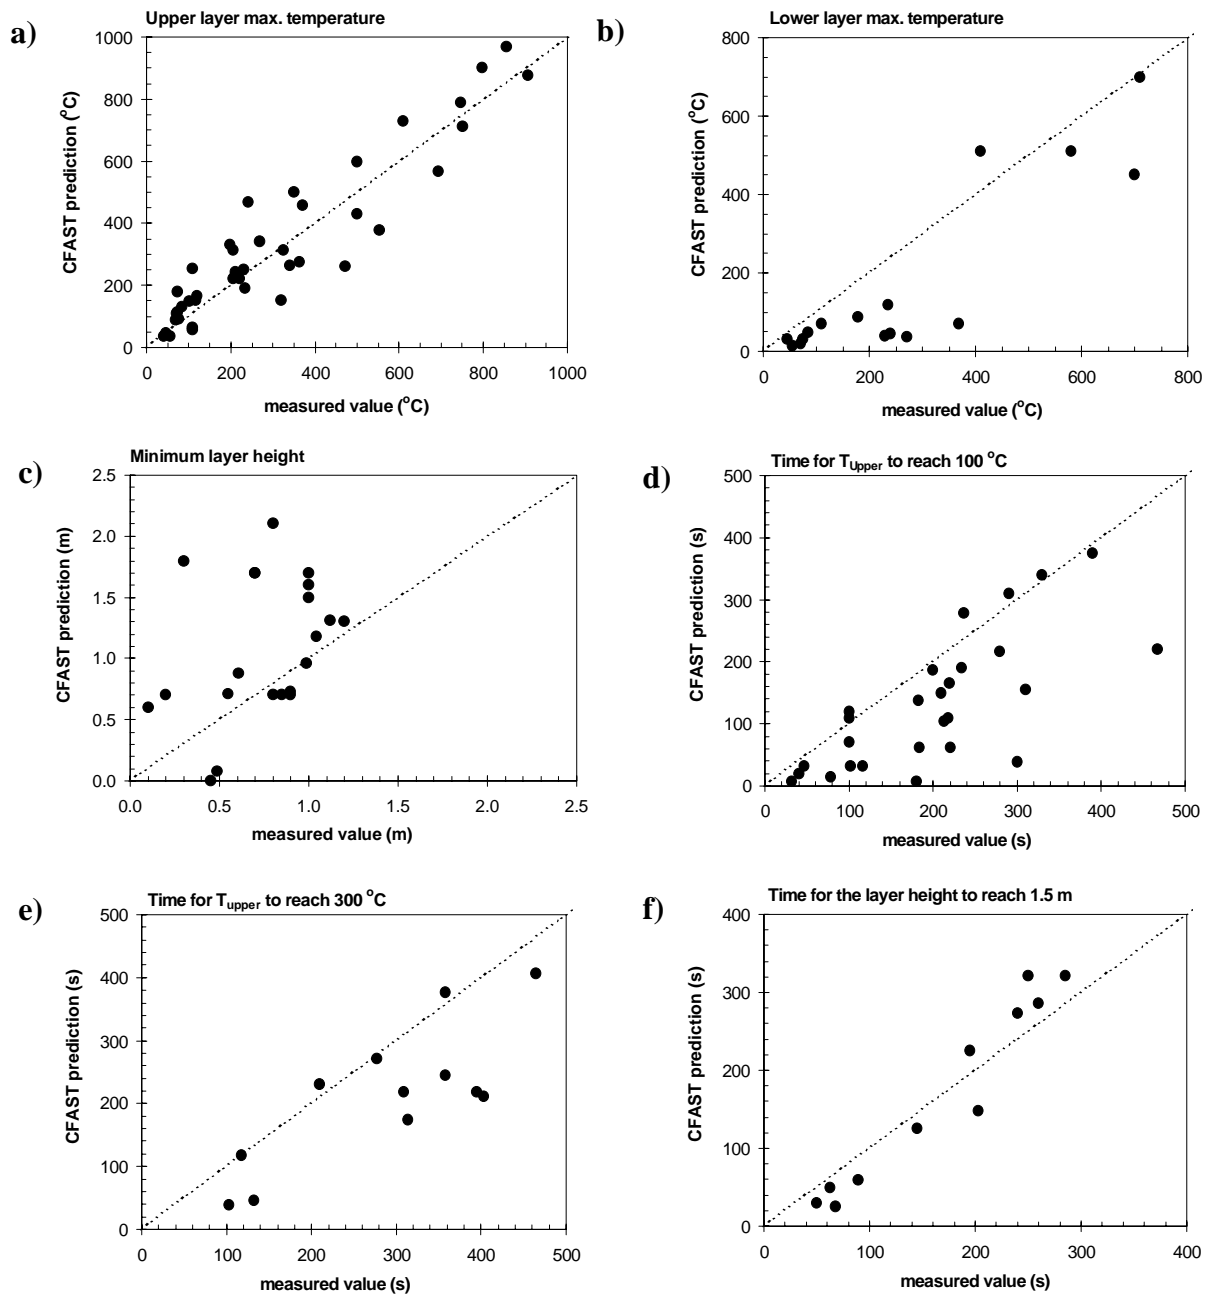 a)
Upper layer max. temperature
1000
800
600
400
200
0
CFAST prediction (°C)
0 200 400 600 800 1000
measured value (°C)
b)
Lower layer max. temperature
800
600
400
200
0
CFAST prediction (°C)
0 200 400 600 800
measured value (°C)
c)
Minimum layer height
2.5
2.0
1.5
1.0
0.5
0.0
CFAST prediction (m)
0.0 0.5 1.0 1.5 2.0 2.5
measured value (m)
d)
Time for TUpper to reach 100 °C
500
400
300
200
100
0
CFAST prediction (s)
0 100 200 300 400 500
measured value (s)
e)
Time for Tupper to reach 300 °C
500
400
300
200
100
0
CFAST prediction (s)
0 100 200 300 400 500
measured value (s)
f)
Time for the layer height to reach 1.5 m
400
300
200
100
0
CFAST prediction (s)
0 100 200 300 400
measured value (s)